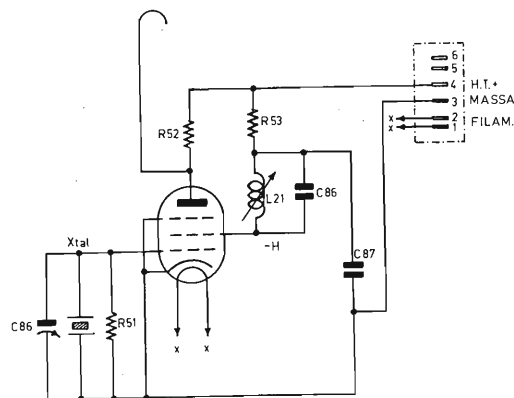 6
5
4 H.T.+
3 MASSA
2 FILAM.
1
x
x
R52
R53
L21
C86
-H
C87
Xtal
C86
R51
x x